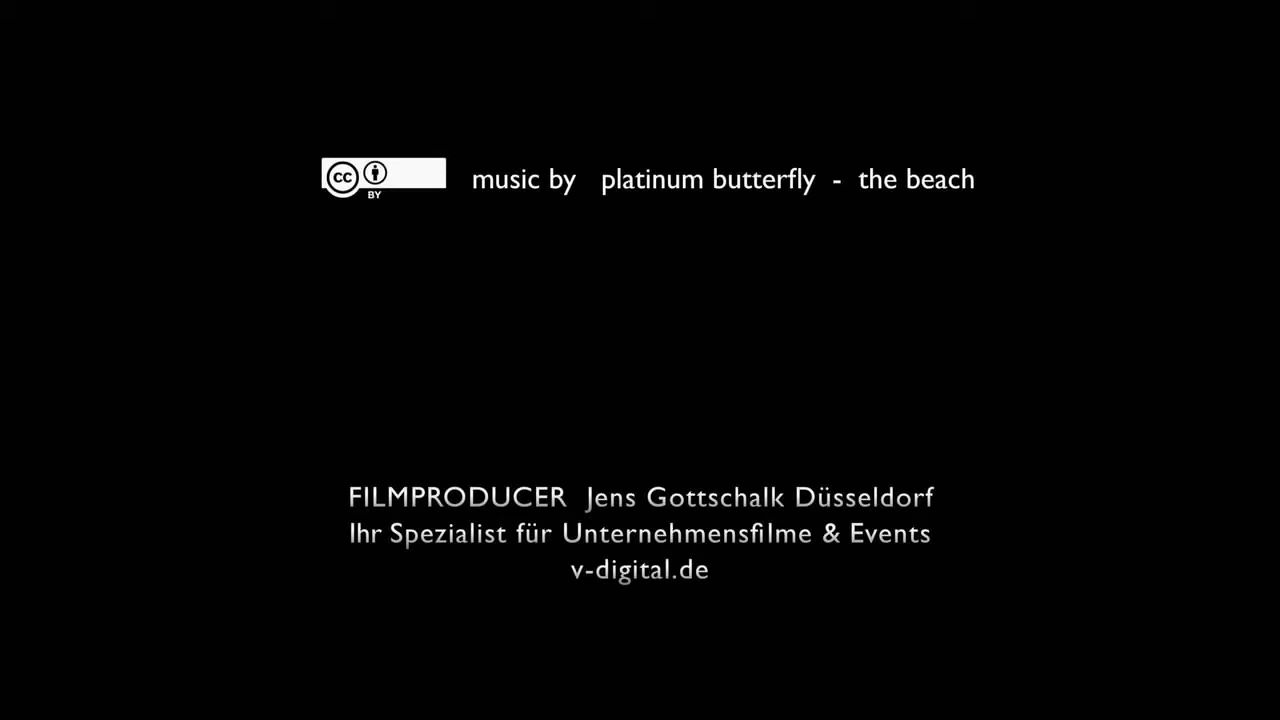 cc BY music by platinum butterfly - the beach
FILMPRODUCER Jens Gottschalk Düsseldorf
Ihr Spezialist für Unternehmensfilme & Events
v-digital.de